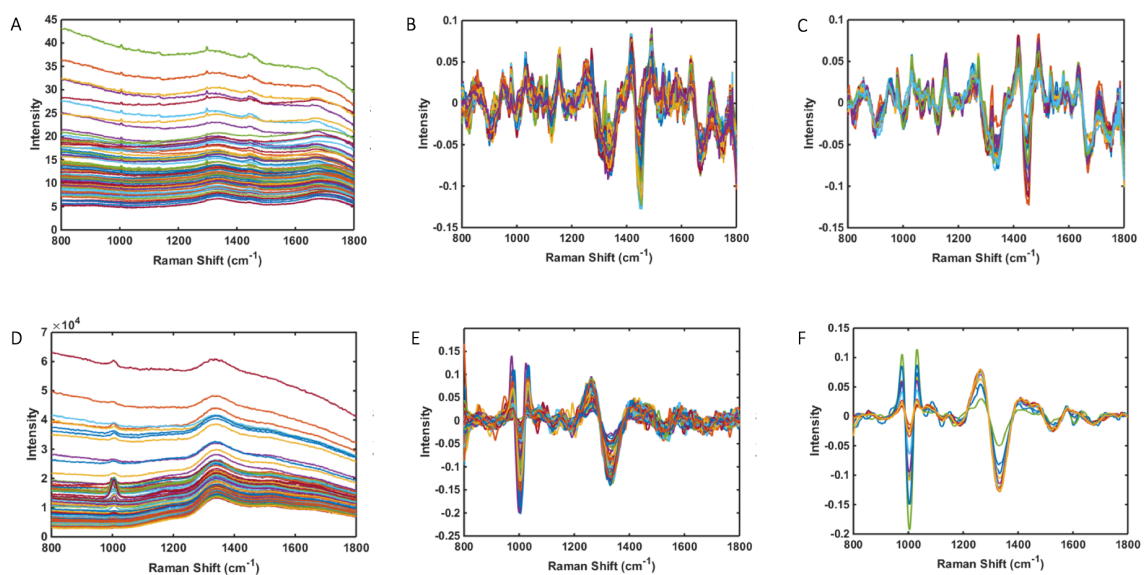 A
45
40
35
30
25
20
15
10
5
0
Intensity
800 1000 1200 1400 1600 1800
Raman Shift (cm-1)
B
0.1
0.05
0
-0.05
-0.1
-0.15
Intensity
800 1000 1200 1400 1600 1800
Raman Shift (cm-1)
C
0.1
0.05
0
-0.05
-0.1
-0.15
Intensity
800 1000 1200 1400 1600 1800
Raman Shift (cm-1)
D
×10⁴
7
6
5
4
3
2
1
0
Intensity
800 1000 1200 1400 1600 1800
Raman Shift (cm-1)
E
0.15
0.1
0.05
0
-0.05
-0.1
-0.15
-0.2
-0.25
Intensity
800 1000 1200 1400 1600 1800
Raman Shift (cm-1)
F
0.15
0.1
0.05
0
-0.05
-0.1
-0.15
-0.2
Intensity
800 1000 1200 1400 1600 1800
Raman Shift (cm-1)